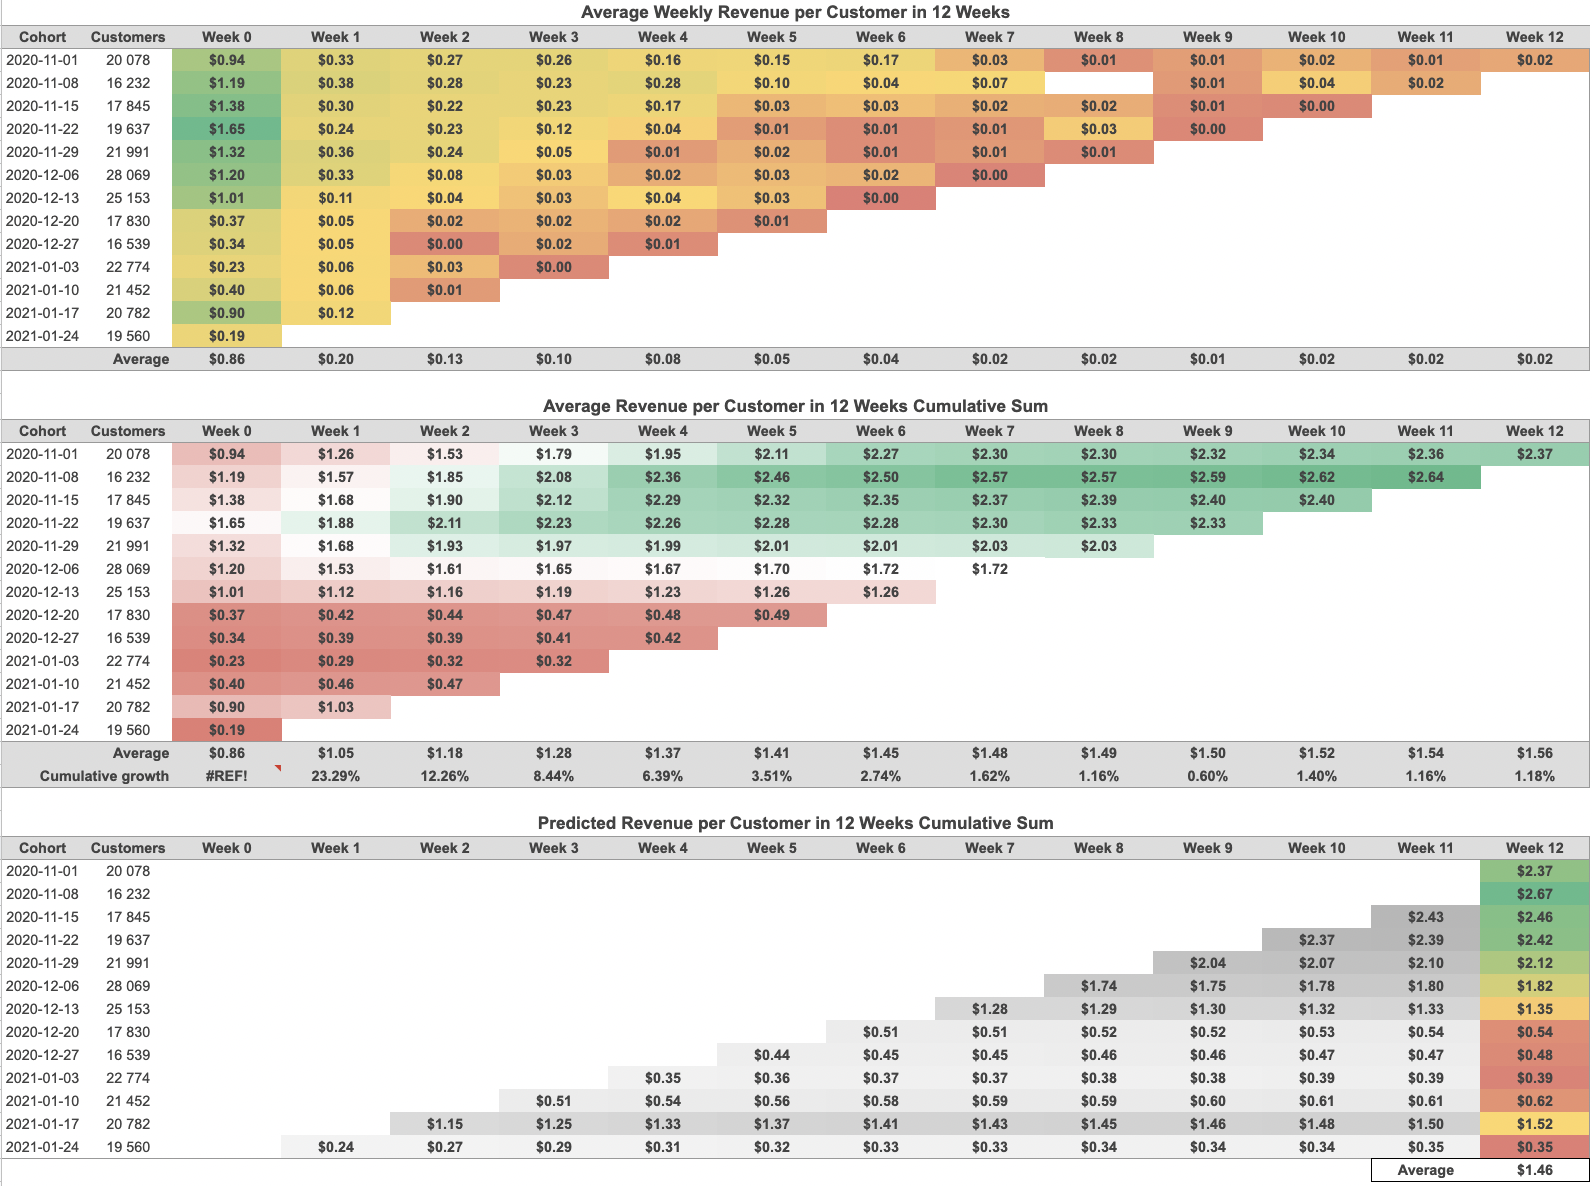 Average Weekly Revenue per Customer in 12 Weeks
Cohort Customers Week 0 Week 1 Week 2 Week 3 Week 4 Week 5 Week 6 Week 7 Week 8 Week 9 Week 10 Week 11 Week 12
2020-11-01 20 078 $0.94 $0.33 $0.27 $0.26 $0.16 $0.15 $0.17 $0.03 $0.01 $0.01 $0.02 $0.01 $0.02
2020-11-08 16 232 $1.19 $0.38 $0.28 $0.23 $0.28 $0.10 $0.04 $0.07 $0.01 $0.04 $0.02
2020-11-15 17 845 $1.38 $0.30 $0.22 $0.23 $0.17 $0.03 $0.03 $0.02 $0.02 $0.01 $0.00
2020-11-22 19 637 $1.65 $0.24 $0.23 $0.12 $0.04 $0.01 $0.01 $0.01 $0.03 $0.00
2020-11-29 21 991 $1.32 $0.36 $0.24 $0.05 $0.01 $0.02 $0.01 $0.01 $0.01
2020-12-06 28 069 $1.20 $0.33 $0.08 $0.03 $0.02 $0.03 $0.02 $0.00
2020-12-13 25 153 $1.01 $0.11 $0.04 $0.03 $0.04 $0.03 $0.00
2020-12-20 17 830 $0.37 $0.05 $0.02 $0.02 $0.02 $0.01
2020-12-27 16 539 $0.34 $0.05 $0.00 $0.02 $0.01
2021-01-03 22 774 $0.23 $0.06 $0.03 $0.00
2021-01-10 21 452 $0.40 $0.06 $0.01
2021-01-17 20 782 $0.90 $0.12
2021-01-24 19 560 $0.19
Average $0.86 $0.20 $0.13 $0.10 $0.08 $0.05 $0.04 $0.02 $0.02 $0.01 $0.02 $0.02 $0.02
Average Revenue per Customer in 12 Weeks Cumulative Sum
Cohort Customers Week 0 Week 1 Week 2 Week 3 Week 4 Week 5 Week 6 Week 7 Week 8 Week 9 Week 10 Week 11 Week 12
2020-11-01 20 078 $0.94 $1.26 $1.53 $1.79 $1.95 $2.11 $2.27 $2.30 $2.30 $2.32 $2.34 $2.36 $2.37
2020-11-08 16 232 $1.19 $1.57 $1.85 $2.08 $2.36 $2.46 $2.50 $2.57 $2.57 $2.59 $2.62 $2.64
2020-11-15 17 845 $1.38 $1.68 $1.90 $2.12 $2.29 $2.32 $2.35 $2.37 $2.39 $2.40 $2.40
2020-11-22 19 637 $1.65 $1.88 $2.11 $2.23 $2.26 $2.28 $2.28 $2.30 $2.33 $2.33
2020-11-29 21 991 $1.32 $1.68 $1.93 $1.97 $1.99 $2.01 $2.01 $2.03 $2.03
2020-12-06 28 069 $1.20 $1.53 $1.61 $1.65 $1.67 $1.70 $1.72 $1.72
2020-12-13 25 153 $1.01 $1.12 $1.16 $1.19 $1.23 $1.26 $1.26
2020-12-20 17 830 $0.37 $0.42 $0.44 $0.47 $0.48 $0.49
2020-12-27 16 539 $0.34 $0.39 $0.39 $0.41 $0.42
2021-01-03 22 774 $0.23 $0.29 $0.32 $0.32
2021-01-10 21 452 $0.40 $0.46 $0.47
2021-01-17 20 782 $0.90 $1.03
2021-01-24 19 560 $0.19
Average $0.86 $1.05 $1.18 $1.28 $1.37 $1.41 $1.45 $1.48 $1.49 $1.50 $1.52 $1.54 $1.56
Cumulative growth #REF! 23.29% 12.26% 8.44% 6.39% 3.51% 2.74% 1.62% 1.16% 0.60% 1.40% 1.16% 1.18%
Predicted Revenue per Customer in 12 Weeks Cumulative Sum
Cohort Customers Week 0 Week 1 Week 2 Week 3 Week 4 Week 5 Week 6 Week 7 Week 8 Week 9 Week 10 Week 11 Week 12
2020-11-01 20 078 $2.37
2020-11-08 16 232 $2.67
2020-11-15 17 845 $2.43 $2.46
2020-11-22 19 637 $2.37 $2.39 $2.42
2020-11-29 21 991 $2.04 $2.07 $2.10 $2.12
2020-12-06 28 069 $1.74 $1.75 $1.78 $1.80 $1.82
2020-12-13 25 153 $1.28 $1.29 $1.30 $1.32 $1.33 $1.35
2020-12-20 17 830 $0.51 $0.51 $0.52 $0.52 $0.53 $0.54 $0.54
2020-12-27 16 539 $0.44 $0.45 $0.45 $0.46 $0.46 $0.47 $0.47 $0.48
2021-01-03 22 774 $0.35 $0.36 $0.37 $0.37 $0.38 $0.38 $0.39 $0.39 $0.39
2021-01-10 21 452 $0.51 $0.54 $0.56 $0.58 $0.59 $0.59 $0.60 $0.61 $0.61 $0.62
2021-01-17 20 782 $1.15 $1.25 $1.33 $1.37 $1.41 $1.43 $1.45 $1.46 $1.48 $1.50 $1.52
2021-01-24 19 560 $0.24 $0.27 $0.29 $0.31 $0.32 $0.33 $0.33 $0.34 $0.34 $0.34 $0.35 $0.35
Average $1.46